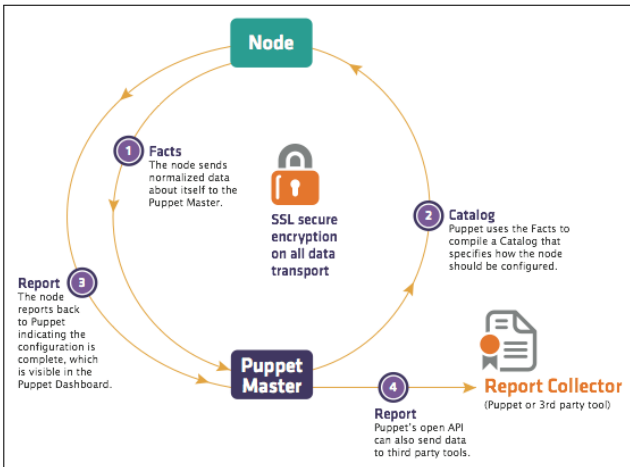 Node
1
Facts
The node sends
normalized data
about itself to the
Puppet Master.
SSL secure
encryption
on all data
transport
2
Catalog
Puppet uses the Facts to
compile a Catalog that
specifies how the node
should be configured.
3
Report
The node
reports back
to Puppet
indicating the
configuration is
complete, which
is visible in the
Puppet Dashboard.
Puppet
Master
4
Report
Puppet's open API
can also send data
to third party tools.
Report Collector
(Puppet or 3rd party tool)